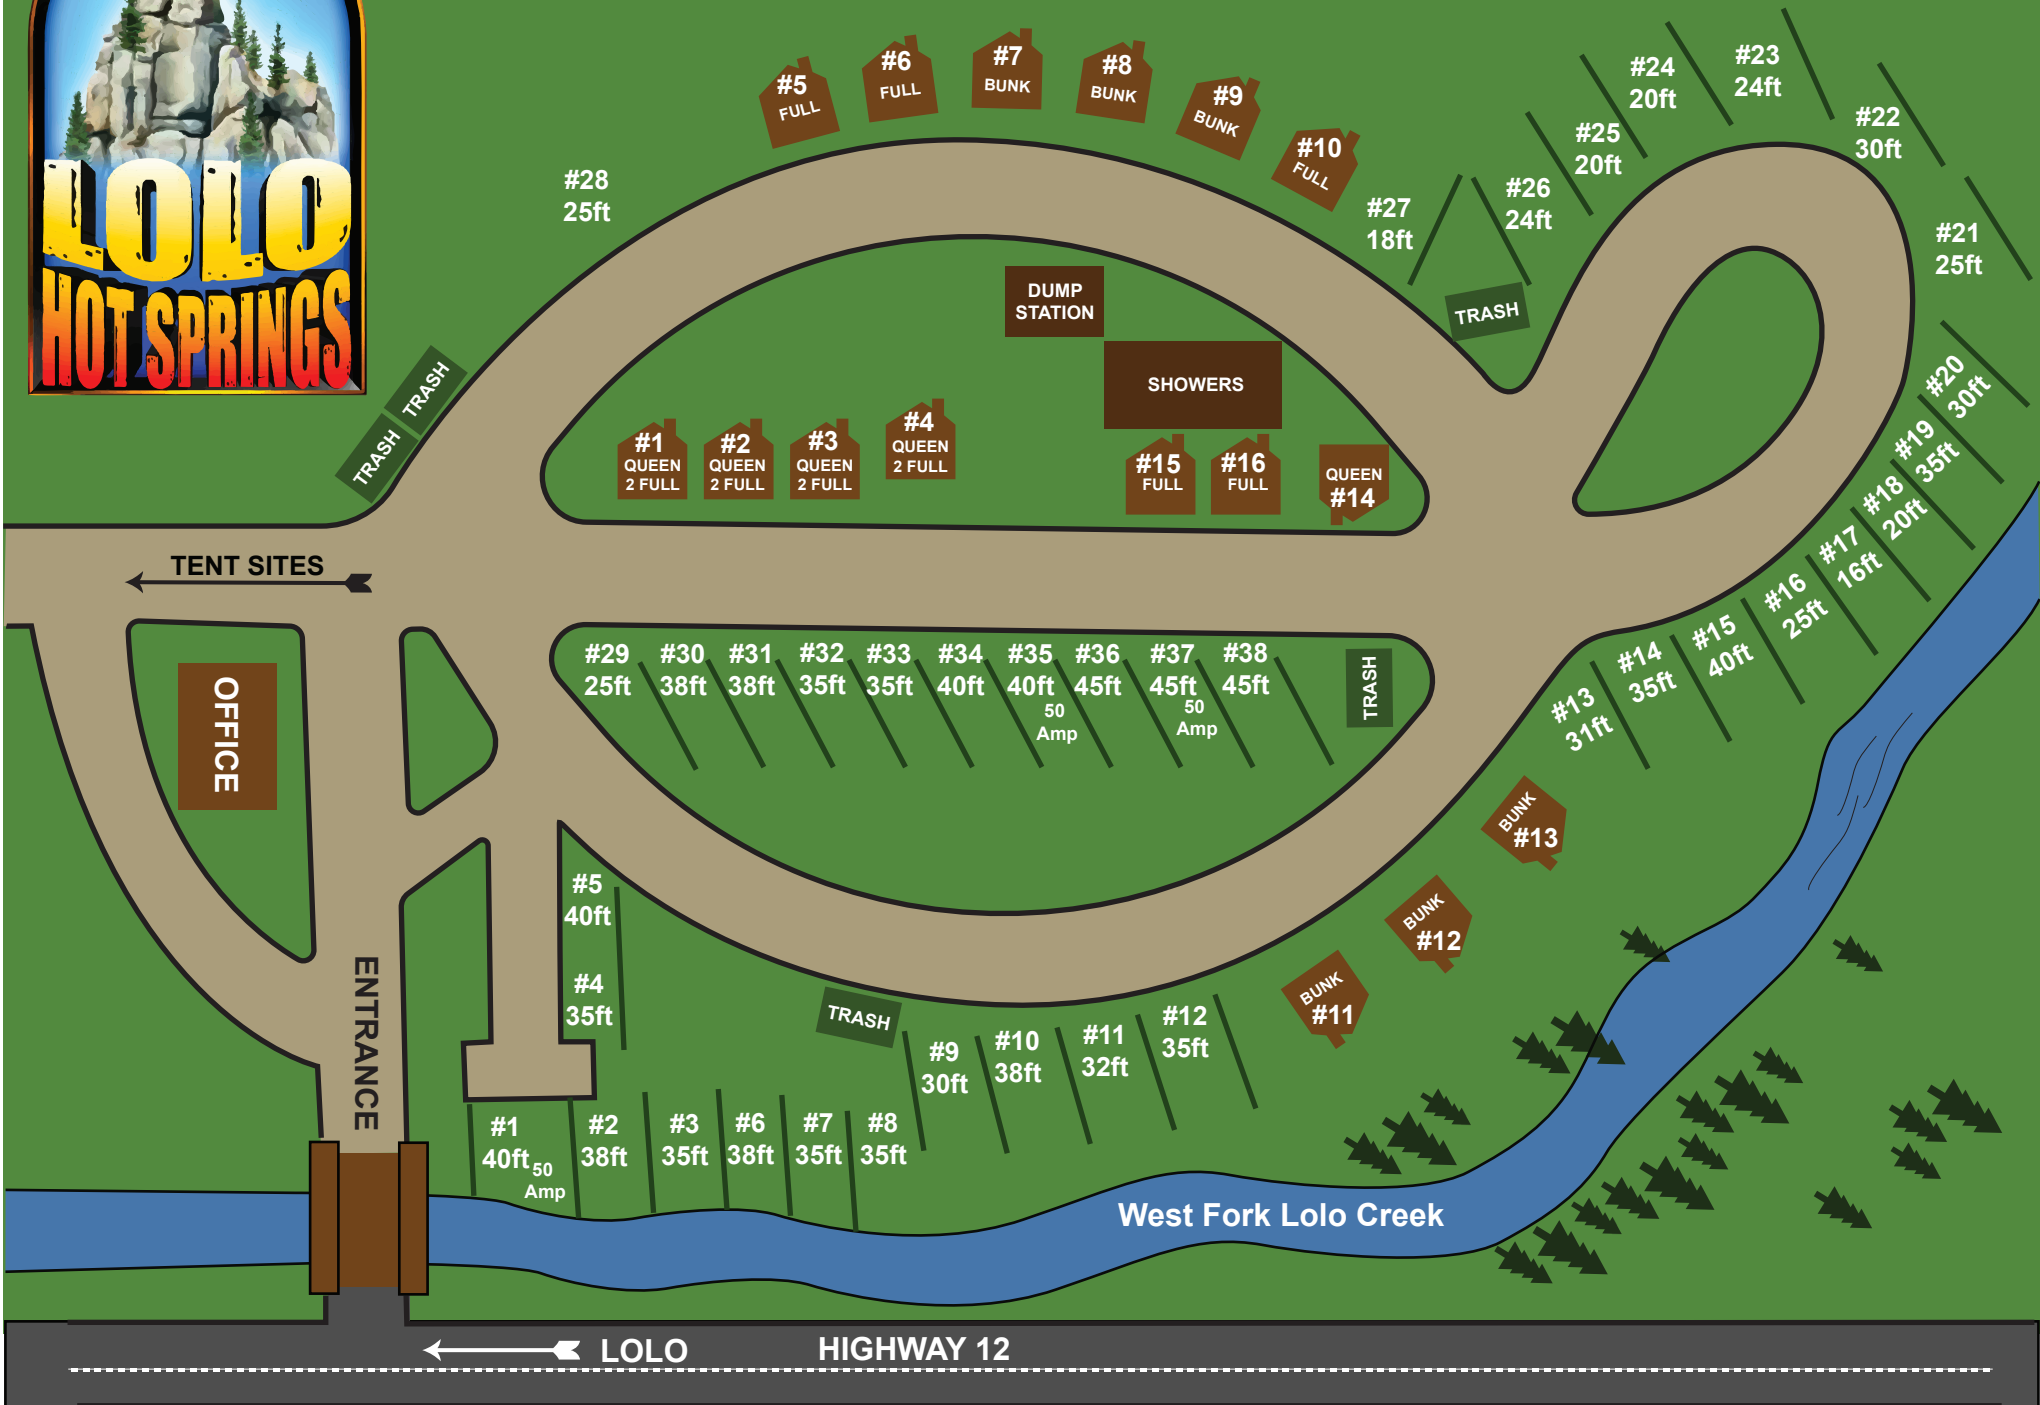 LOLO
HOT SPRINGS
#5
FULL
#6
FULL
#7
BUNK
#8
BUNK
#9
BUNK
#10
FULL
#28
25ft
#27
18ft
#26
24ft
#25
20ft
#24
20ft
#23
24ft
#22
30ft
#21
25ft
#20
30ft
#19
35ft
#18
20ft
#17
16ft
#16
25ft
#15
40ft
#14
35ft
#13
31ft
TRASH
TRASH
TRASH
DUMP
STATION
SHOWERS
#1
QUEEN
2 FULL
#2
QUEEN
2 FULL
#3
QUEEN
2 FULL
#4
QUEEN
2 FULL
#15
FULL
#16
FULL
QUEEN
#14
TENT SITES
OFFICE
#29
25ft
#30
38ft
#31
38ft
#32
35ft
#33
35ft
#34
40ft
#35
40ft
50
Amp
#36
45ft
#37
45ft
50
Amp
#38
45ft
TRASH
BUNK
#13
BUNK
#12
BUNK
#11
#5
40ft
#4
35ft
ENTRANCE
TRASH
#9
30ft
#10
38ft
#11
32ft
#12
35ft
#1
40ft
50
Amp
#2
38ft
#3
35ft
#6
38ft
#7
35ft
#8
35ft
West Fork Lolo Creek
LOLO
HIGHWAY 12